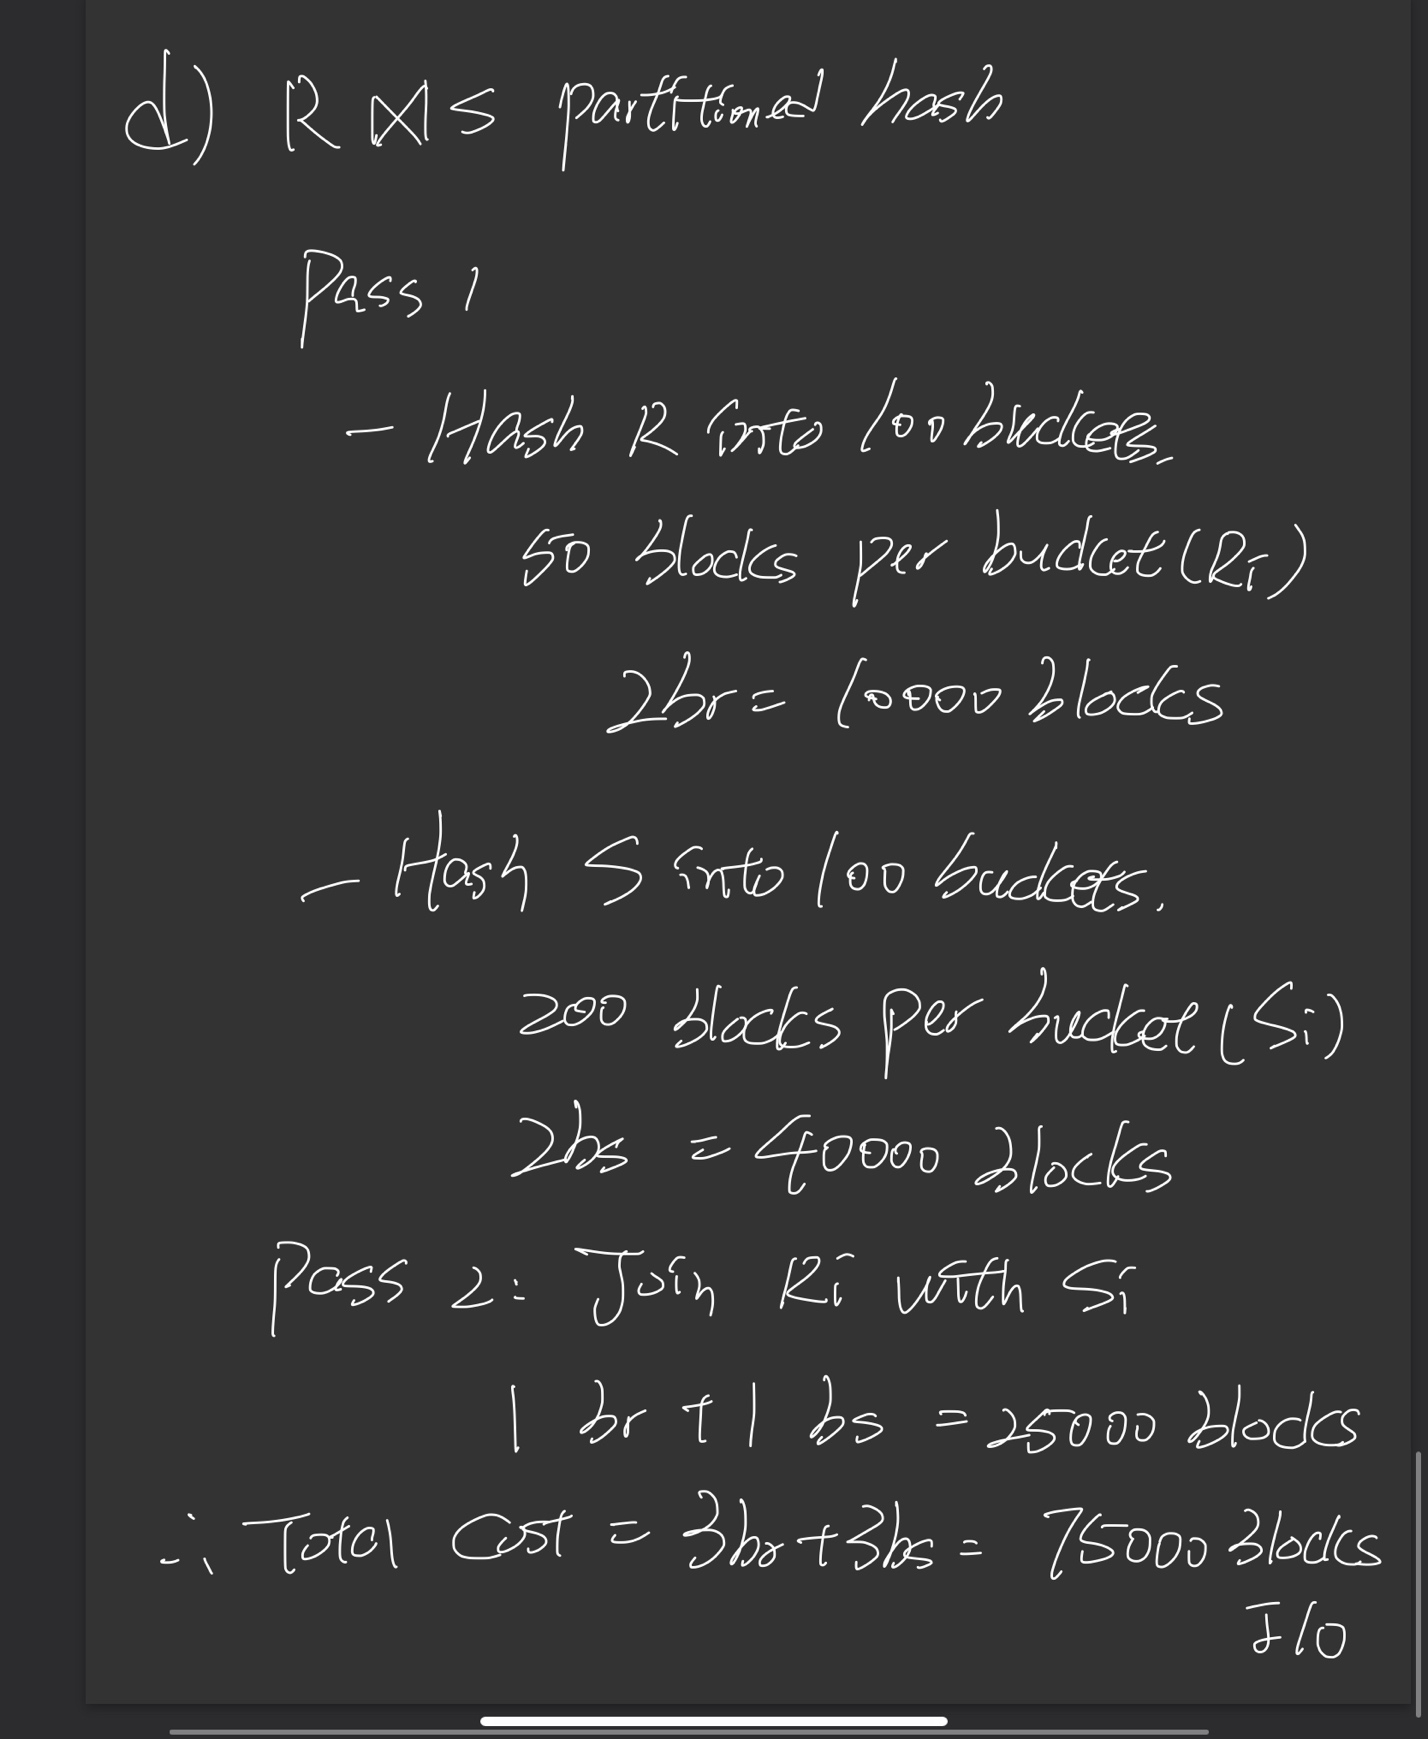 d) R ⋈ S partitioned hash
Pass 1
- Hash R into 100 buckets.
50 blocks per bucket (Ri)
2br = 10000 blocks
- Hash S into 100 buckets.
200 blocks per bucket (Si)
2bs = 40000 blocks
Pass 2: Join Ri with Si
1 br + 1 bs = 25000 blocks
∴ Total cost = 3br + 3bs = 75000 blocks
I/O